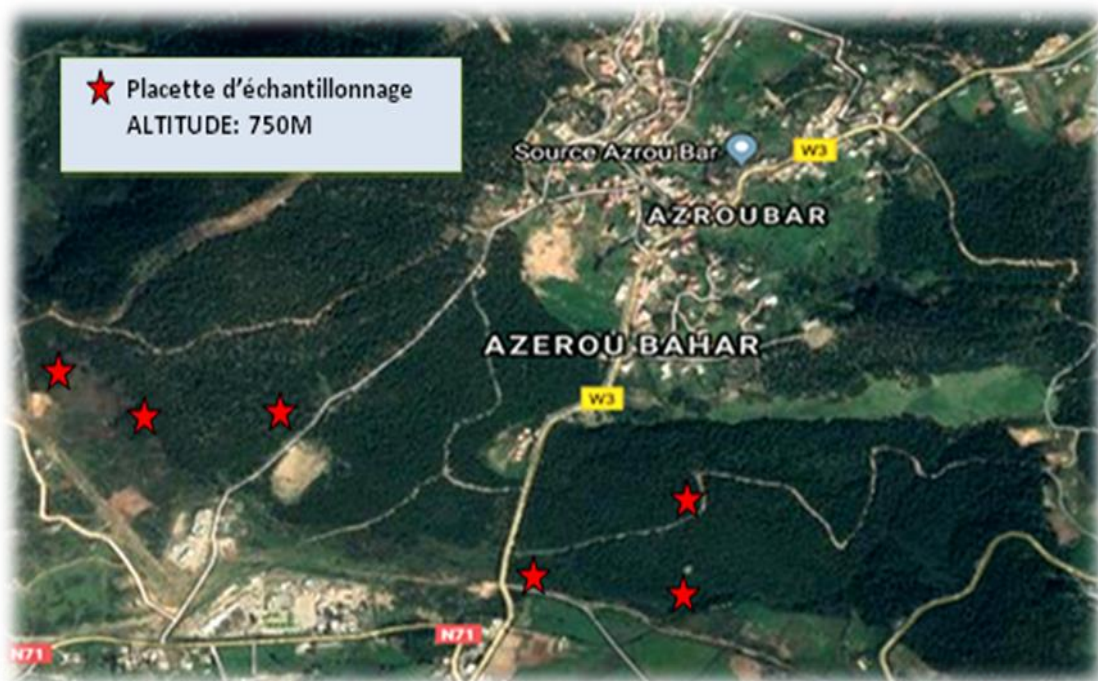 Placette d'échantillonnage
ALTITUDE: 750M
Source Azrou Bar
W3
AZROUBAR
AZEROU BAHAR
W3
N71
N71